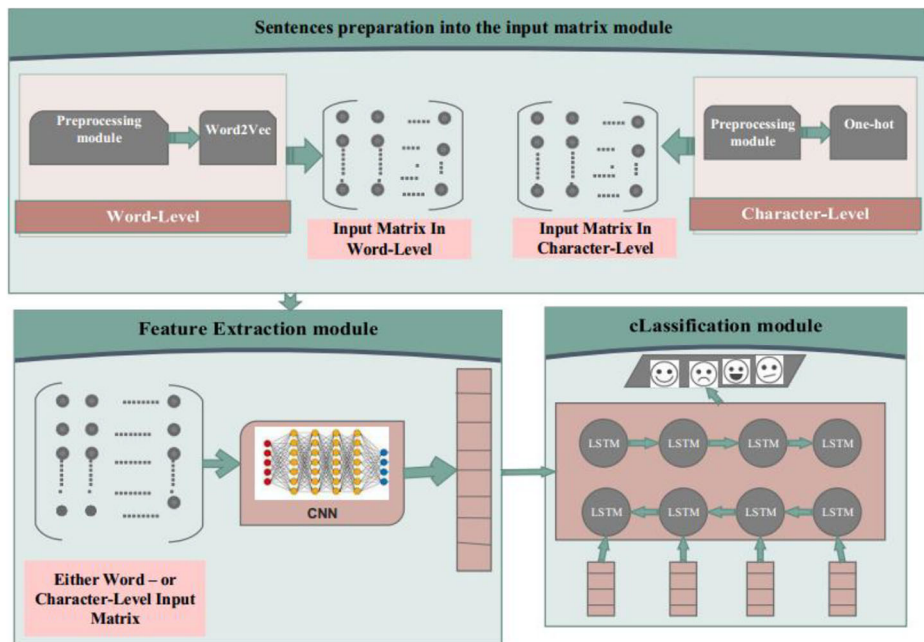 Sentences preparation into the input matrix module
Preprocessing
module
Word2Vec
Word-Level
Input Matrix In
Word-Level
Input Matrix In
Character-Level
Preprocessing
module
One-hot
Character-Level
Feature Extraction module
CNN
Either Word – or
Character-Level Input
Matrix
cLassification module
LSTM
LSTM
LSTM
LSTM
LSTM
LSTM
LSTM
LSTM